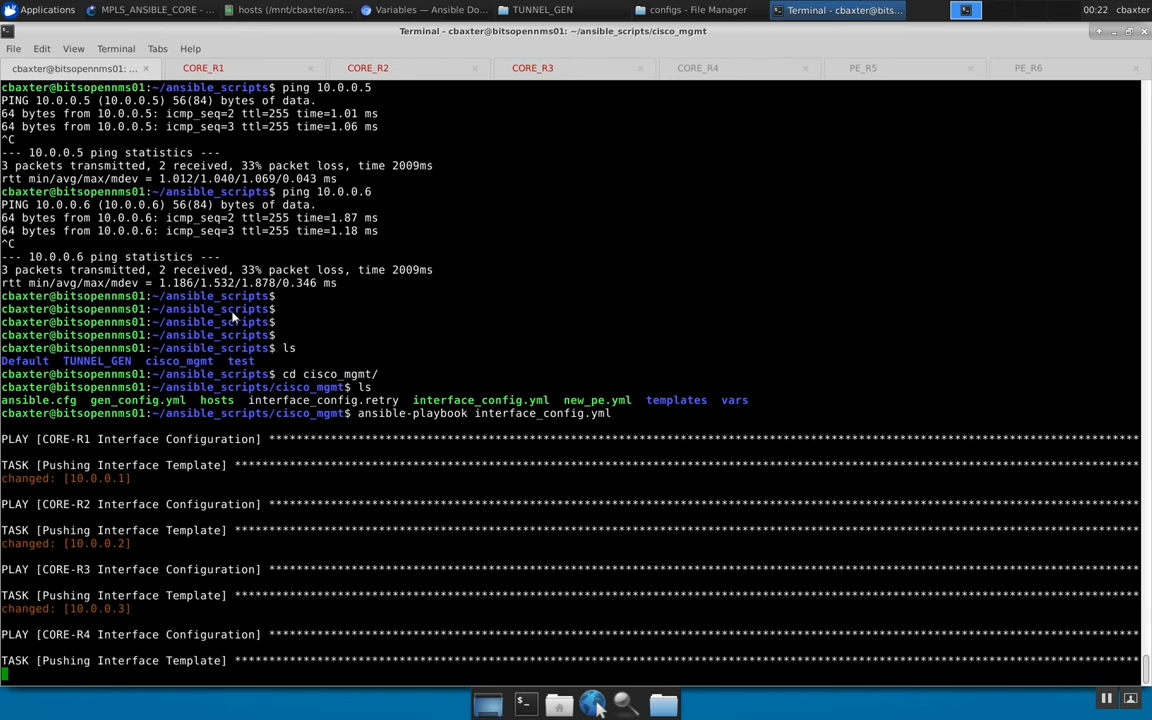 Applications
MPLS_ANSIBLE_CORE - ...
hosts (/mnt/cbaxter/ans...
Variables — Ansible Do...
TUNNEL_GEN
configs - File Manager
Terminal - cbaxter@bits...
00:22 cbaxter
Terminal - cbaxter@bitsopennms01: ~/ansible_scripts/cisco_mgmt
File Edit View Terminal Tabs Help
cbaxter@bitsopennms01: ... × CORE_R1 × CORE_R2 × CORE_R3 × CORE_R4 × PE_R5 × PE_R6 ×
cbaxter@bitsopennms01:~/ansible_scripts$ ping 10.0.0.5
PING 10.0.0.5 (10.0.0.5) 56(84) bytes of data.
64 bytes from 10.0.0.5: icmp_seq=2 ttl=255 time=1.01 ms
64 bytes from 10.0.0.5: icmp_seq=3 ttl=255 time=1.06 ms
^C
--- 10.0.0.5 ping statistics ---
3 packets transmitted, 2 received, 33% packet loss, time 2009ms
rtt min/avg/max/mdev = 1.012/1.040/1.069/0.043 ms
cbaxter@bitsopennms01:~/ansible_scripts$ ping 10.0.0.6
PING 10.0.0.6 (10.0.0.6) 56(84) bytes of data.
64 bytes from 10.0.0.6: icmp_seq=2 ttl=255 time=1.87 ms
64 bytes from 10.0.0.6: icmp_seq=3 ttl=255 time=1.18 ms
^C
--- 10.0.0.6 ping statistics ---
3 packets transmitted, 2 received, 33% packet loss, time 2009ms
rtt min/avg/max/mdev = 1.186/1.532/1.878/0.346 ms
cbaxter@bitsopennms01:~/ansible_scripts$
cbaxter@bitsopennms01:~/ansible_scripts$
cbaxter@bitsopennms01:~/ansible_scripts$
cbaxter@bitsopennms01:~/ansible_scripts$
cbaxter@bitsopennms01:~/ansible_scripts$ ls
Default TUNNEL_GEN cisco_mgmt test
cbaxter@bitsopennms01:~/ansible_scripts$ cd cisco_mgmt/
cbaxter@bitsopennms01:~/ansible_scripts/cisco_mgmt$ ls
ansible.cfg gen_config.yml hosts interface_config.retry interface_config.yml new_pe.yml templates vars
cbaxter@bitsopennms01:~/ansible_scripts/cisco_mgmt$ ansible-playbook interface_config.yml
PLAY [CORE-R1 Interface Configuration] *************************************************************************************************************************************
TASK [Pushing Interface Template] ******************************************************************************************************************************************
changed: [10.0.0.1]
PLAY [CORE-R2 Interface Configuration] *************************************************************************************************************************************
TASK [Pushing Interface Template] ******************************************************************************************************************************************
changed: [10.0.0.2]
PLAY [CORE-R3 Interface Configuration] *************************************************************************************************************************************
TASK [Pushing Interface Template] ******************************************************************************************************************************************
changed: [10.0.0.3]
PLAY [CORE-R4 Interface Configuration] *************************************************************************************************************************************
TASK [Pushing Interface Template] ******************************************************************************************************************************************